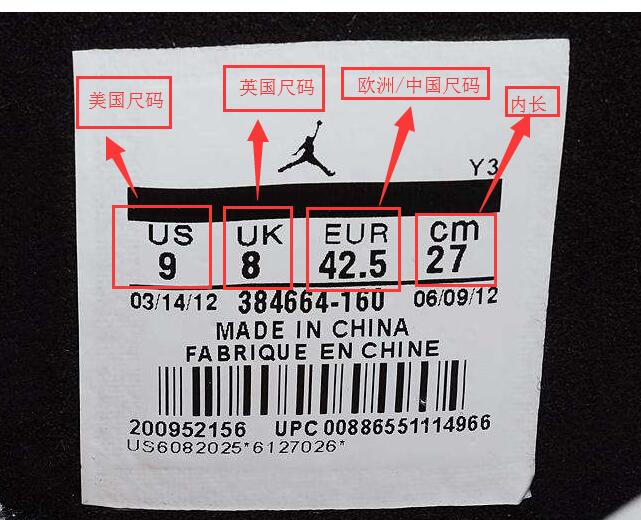 美国尺码
英国尺码
欧洲/中国尺码
内长
Y3
US UK EUR cm
9 8 42.5 27
03/14/12 384664-160 06/09/12
MADE IN CHINA
FABRIQUE EN CHINE
200952156 UPC 00886551114966
US6082025*6127026*